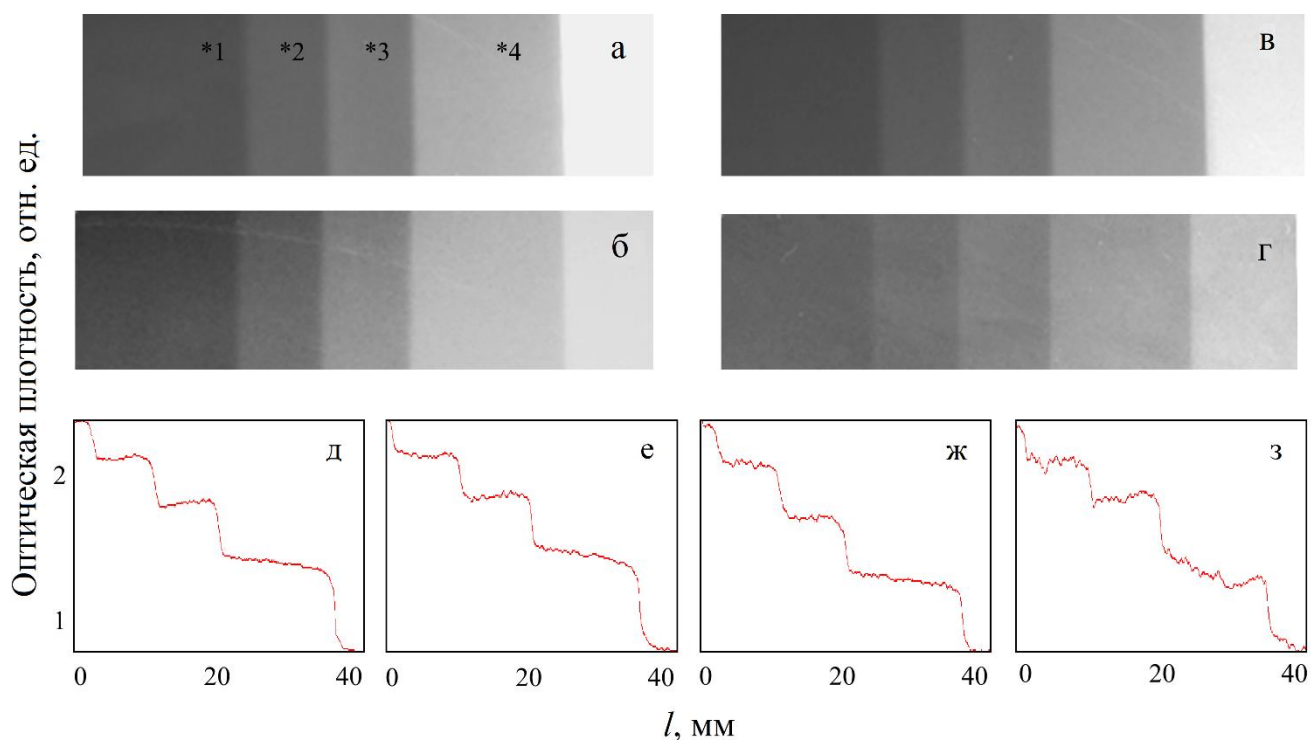 Оптическая плотность, отн. ед.
*1 *2 *3 *4 а
в
б
г
2
1
д
е
ж
з
0 20 40
0 20 40
0 20 40
0 20 40
l, мм